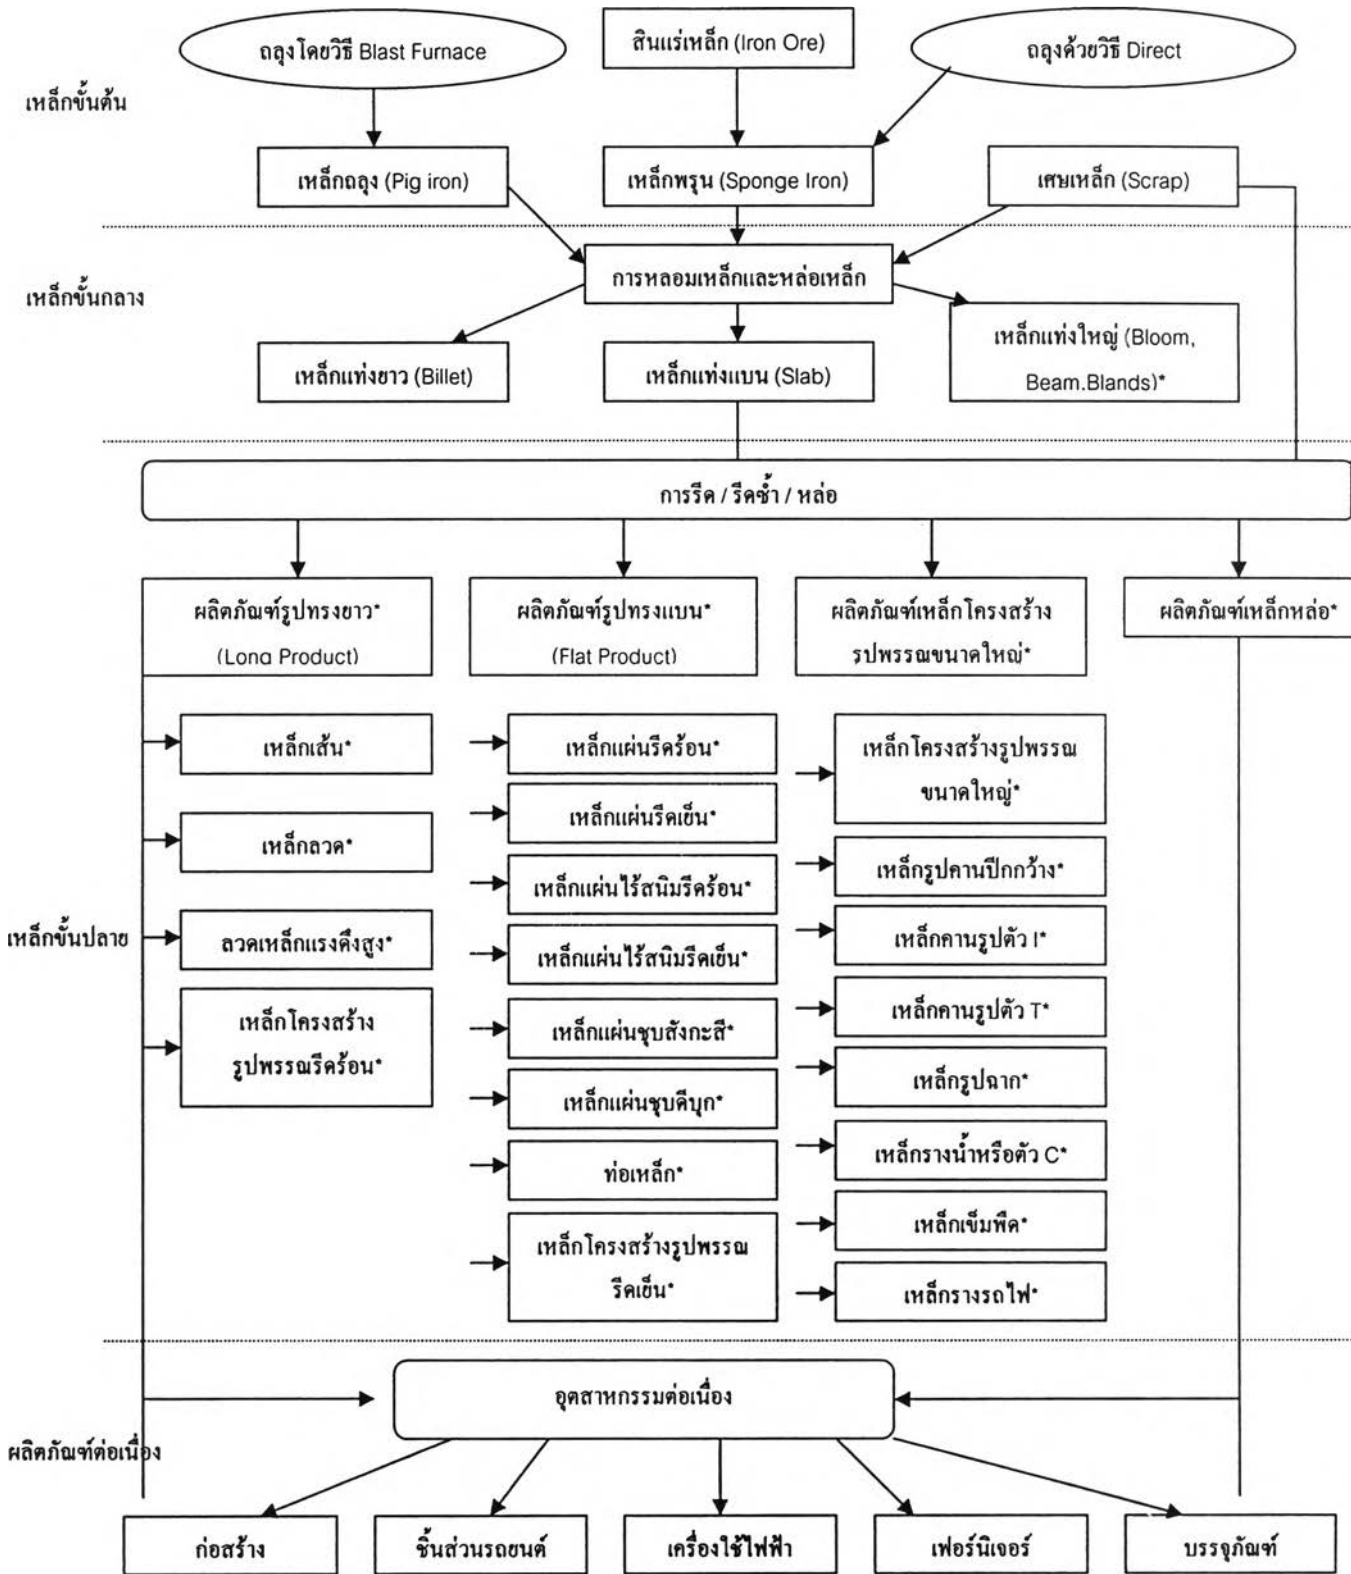 ถลุงโดยวิธี Blast Furnace
สินแร่เหล็ก (Iron Ore)
ถลุงด้วยวิธี Direct
เหล็กขั้นต้น
เหล็กถลุง (Pig iron)
เหล็กพรุน (Sponge Iron)
เศษเหล็ก (Scrap)
การหลอมเหล็กและหล่อเหล็ก
เหล็กขั้นกลาง
เหล็กแท่งยาว (Billet)
เหล็กแท่งแบน (Slab)
เหล็กแท่งใหญ่ (Bloom,
Beam.Blands)*
การรีด / รีดซ้ำ / หล่อ
ผลิตภัณฑ์รูปทรงยาว*
(Long Product)
ผลิตภัณฑ์รูปทรงแบน*
(Flat Product)
ผลิตภัณฑ์เหล็กโครงสร้าง
รูปพรรณขนาดใหญ่*
ผลิตภัณฑ์เหล็กหล่อ*
เหล็กขั้นปลาย
เหล็กเส้น*
เหล็กลวด*
ลวดเหล็กแรงดึงสูง*
เหล็กโครงสร้าง
รูปพรรณรีดร้อน*
เหล็กแผ่นรีดร้อน*
เหล็กแผ่นรีดเย็น*
เหล็กแผ่นไร้สนิมรีดร้อน*
เหล็กแผ่นไร้สนิมรีดเย็น*
เหล็กแผ่นชุบสังกะสี*
เหล็กแผ่นชุบดีบุก*
ท่อเหล็ก*
เหล็กโครงสร้างรูปพรรณ
รีดเย็น*
เหล็กโครงสร้างรูปพรรณ
ขนาดใหญ่*
เหล็กรูปคานปีกกว้าง*
เหล็กคานรูปตัว I*
เหล็กคานรูปตัว T*
เหล็กรูปฉาก*
เหล็กรางน้ำหรือตัว C*
เหล็กเข็มพืด*
เหล็กรางรถไฟ*
อุตสาหกรรมต่อเนื่อง
ผลิตภัณฑ์ต่อเนื่อง
ก่อสร้าง
ชิ้นส่วนรถยนต์
เครื่องใช้ไฟฟ้า
เฟอร์นิเจอร์
บรรจุภัณฑ์